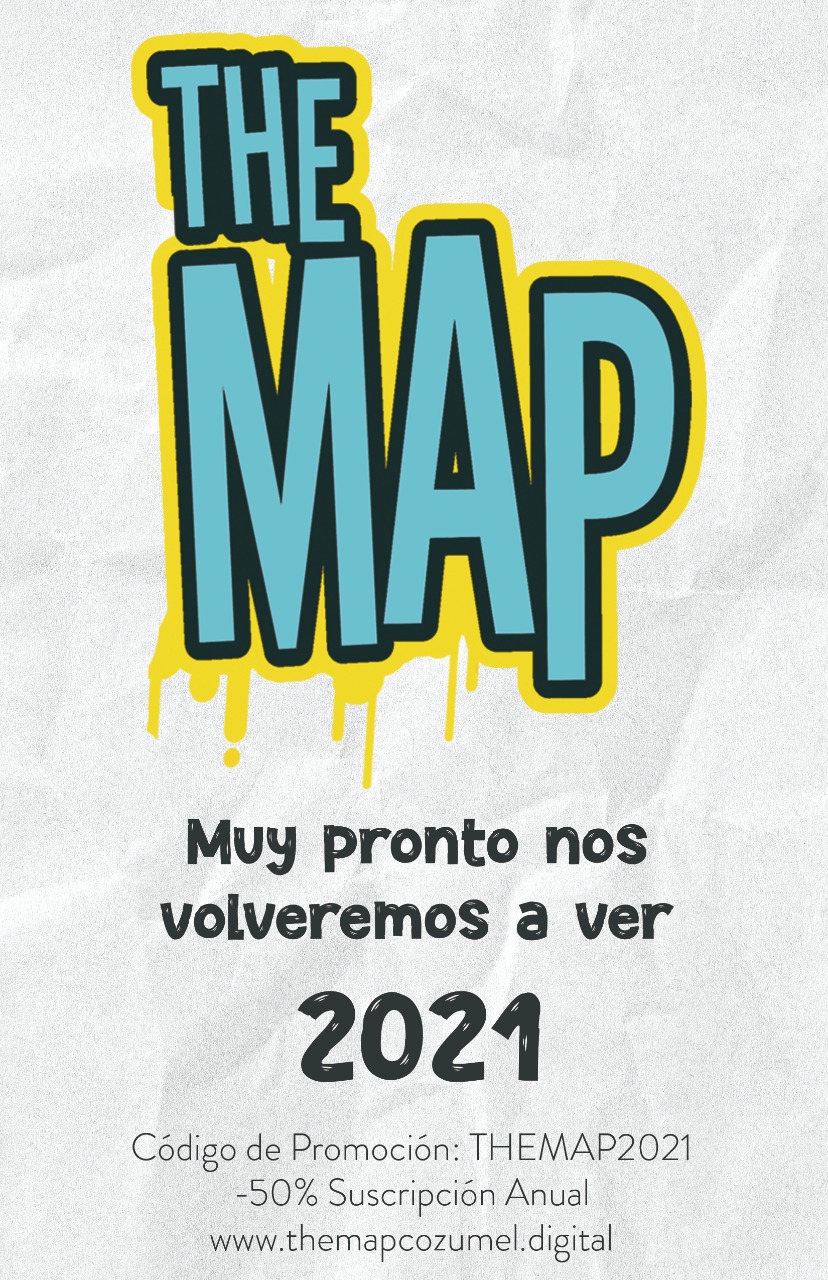 THE
MAP
Muy pronto nos
volveremos a ver
2021
Código de Promoción: THEMAP2021
-50% Suscripción Anual
www.themapcozumel.digital